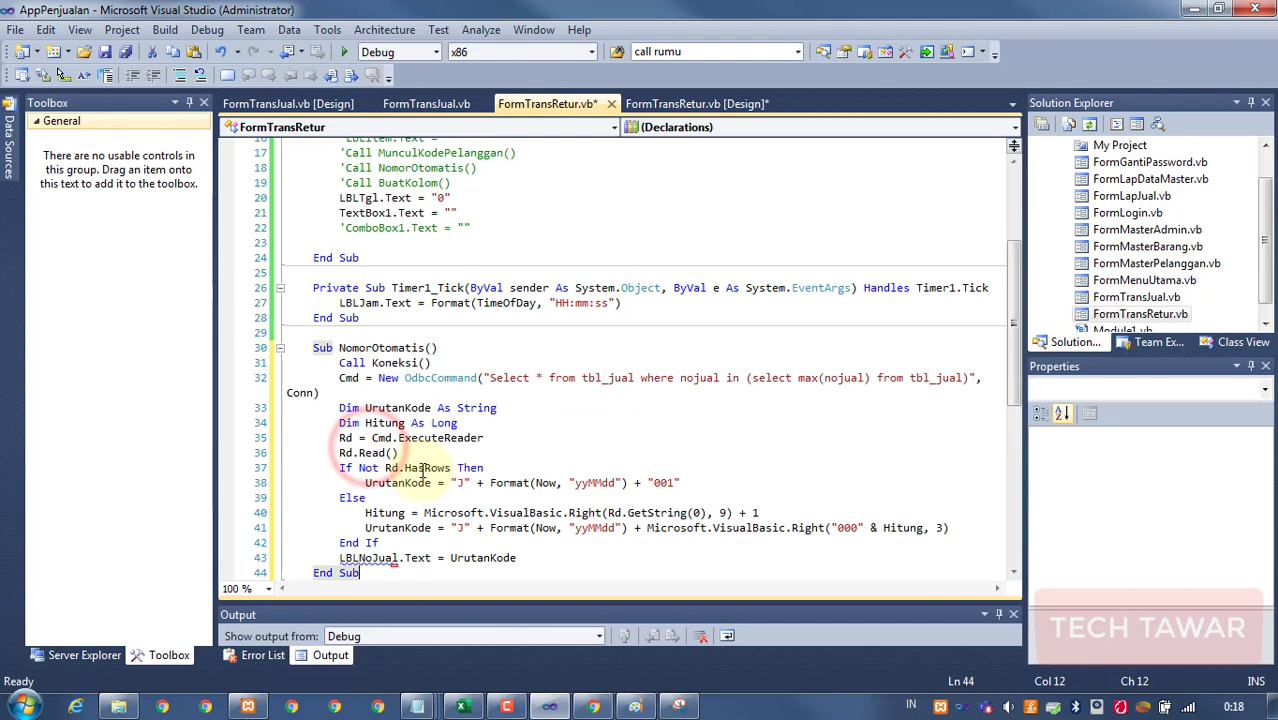 AppPenjualan - Microsoft Visual Studio (Administrator)
File Edit View Project Build Debug Team Data Tools Architecture Test Analyze Window Help
Debug x86 call rumu
Toolbox
General
There are no usable controls in
this group. Drag an item onto
this text to add it to the toolbox.
Data Sources
Server Explorer Toolbox
FormTransJual.vb [Design] FormTransJual.vb FormTransRetur.vb* FormTransRetur.vb [Design]*
FormTransRetur (Declarations)
17 'Call MunculKodePelanggan()
18 'Call NomorOtomatis()
19 'Call BuatKolom()
20 LBLTgl.Text = "0"
21 TextBox1.Text = ""
22 'ComboBox1.Text = ""
23
24 End Sub
25
26 Private Sub Timer1_Tick(ByVal sender As System.Object, ByVal e As System.EventArgs) Handles Timer1.Tick
27 LBLJam.Text = Format(TimeOfDay, "HH:mm:ss")
28 End Sub
29
30 Sub NomorOtomatis()
31 Call Koneksi()
32 Cmd = New OdbcCommand("Select * from tbl_jual where nojual in (select max(nojual) from tbl_jual)",
Conn)
33 Dim UrutanKode As String
34 Dim Hitung As Long
35 Rd = Cmd.ExecuteReader
36 Rd.Read()
37 If Not Rd.HasRows Then
38 UrutanKode = "J" + Format(Now, "yyMMdd") + "001"
39 Else
40 Hitung = Microsoft.VisualBasic.Right(Rd.GetString(0), 9) + 1
41 UrutanKode = "J" + Format(Now, "yyMMdd") + Microsoft.VisualBasic.Right("000" & Hitung, 3)
42 End If
43 LBLNoJual.Text = UrutanKode
44 End Sub
100 %
Output
Show output from: Debug
Error List Output
Solution Explorer
My Project
FormGantiPassword.vb
FormLapDataMaster.vb
FormLapJual.vb
FormLogin.vb
FormMasterAdmin.vb
FormMasterBarang.vb
FormMasterPelanggan.vb
FormMenuUtama.vb
FormTransJual.vb
FormTransRetur.vb
Solution... Team Ex... Class View
Properties
TECH TAWAR
Ready Ln 44 Col 12 Ch 12 INS
IN 0:18